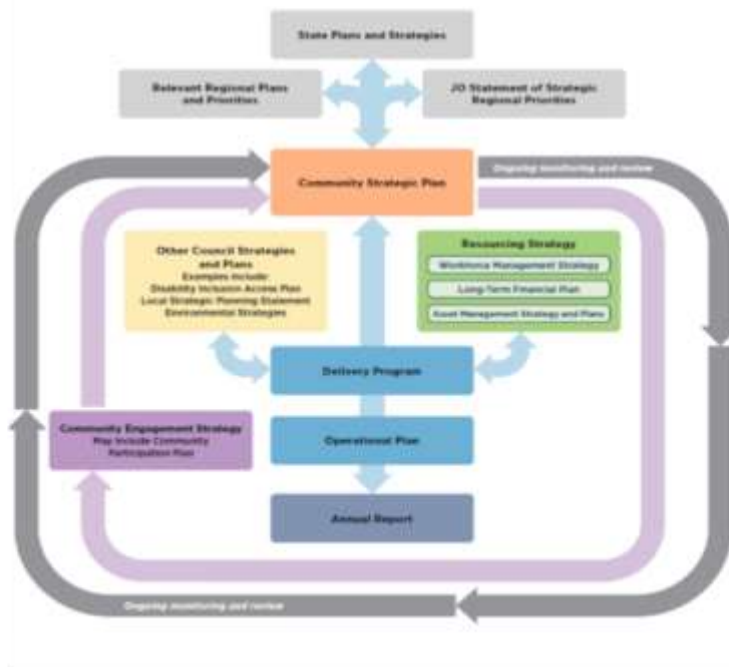 State Plans and Strategies
Relevant Regional Plans
and Priorities
JO Statement of Strategic
Regional Priorities
Community Strategic Plan
Ongoing monitoring and review
Other Council Strategies
and Plans
Examples include:
Disability Inclusion Access Plan
Local Strategic Planning Statement
Environmental Strategies
Resourcing Strategy
Workforce Management Strategy
Long-Term Financial Plan
Asset Management Strategy and Plans
Delivery Program
Community Engagement Strategy
May Include Community
Participation Plan
Operational Plan
Annual Report
Ongoing monitoring and review